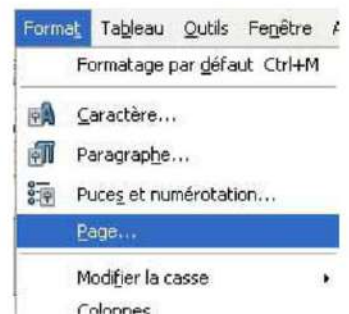 Format Tableau Outils Fenêtre
Formatage par défaut Ctrl+M
Caractère...
Paragraphe...
Puces et numérotation...
Page...
Modifier la casse
Colonnes